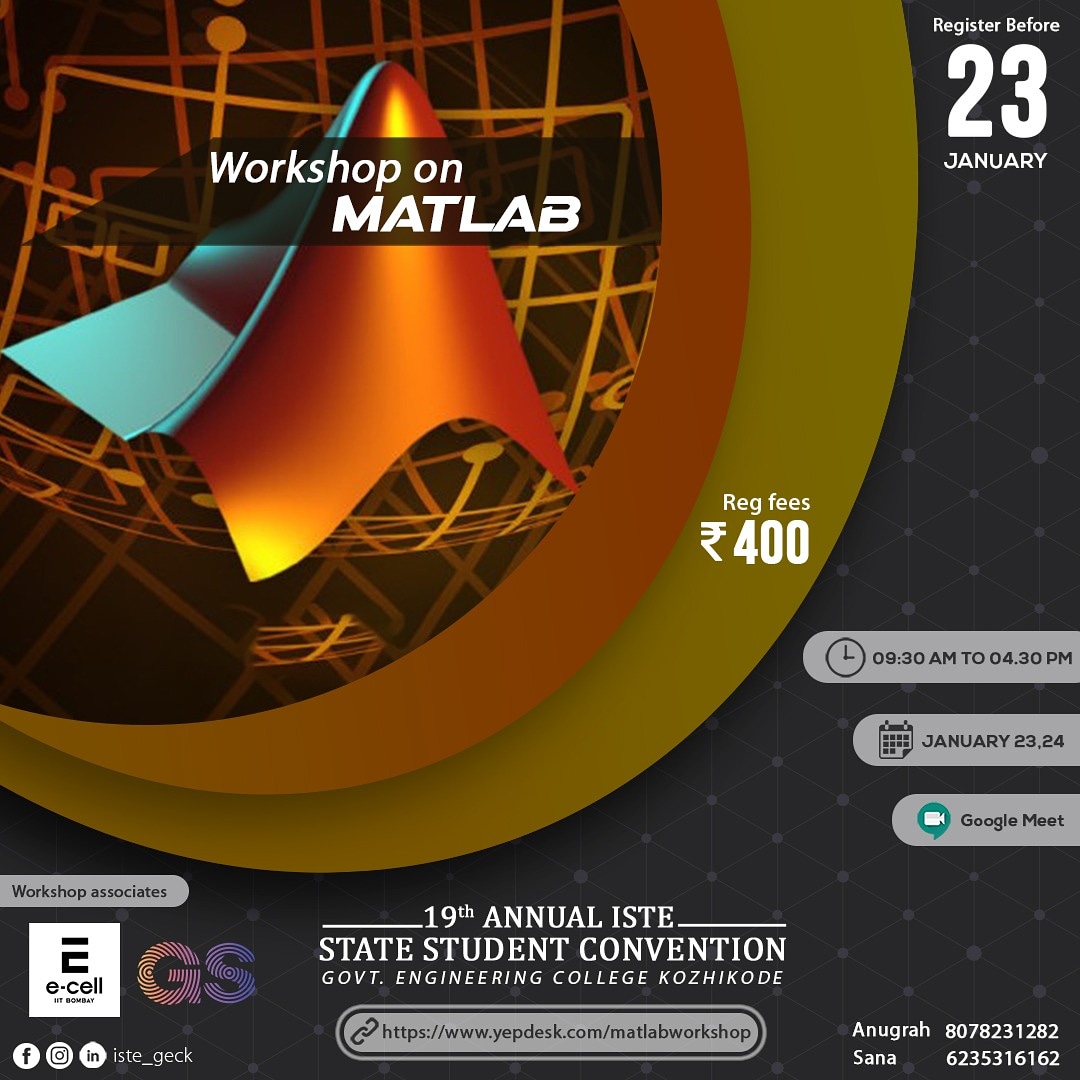 Register Before
23
JANUARY
Workshop on
MATLAB
Reg fees
₹400
09:30 AM TO 04.30 PM
JANUARY 23,24
Google Meet
Workshop associates
E
e-cell
IIT BOMBAY
GS
19th ANNUAL ISTE
STATE STUDENT CONVENTION
GOVT. ENGINEERING COLLEGE KOZHIKODE
https://www.yepdesk.com/matlabworkshop
iste_geck
Anugrah 8078231282
Sana 6235316162